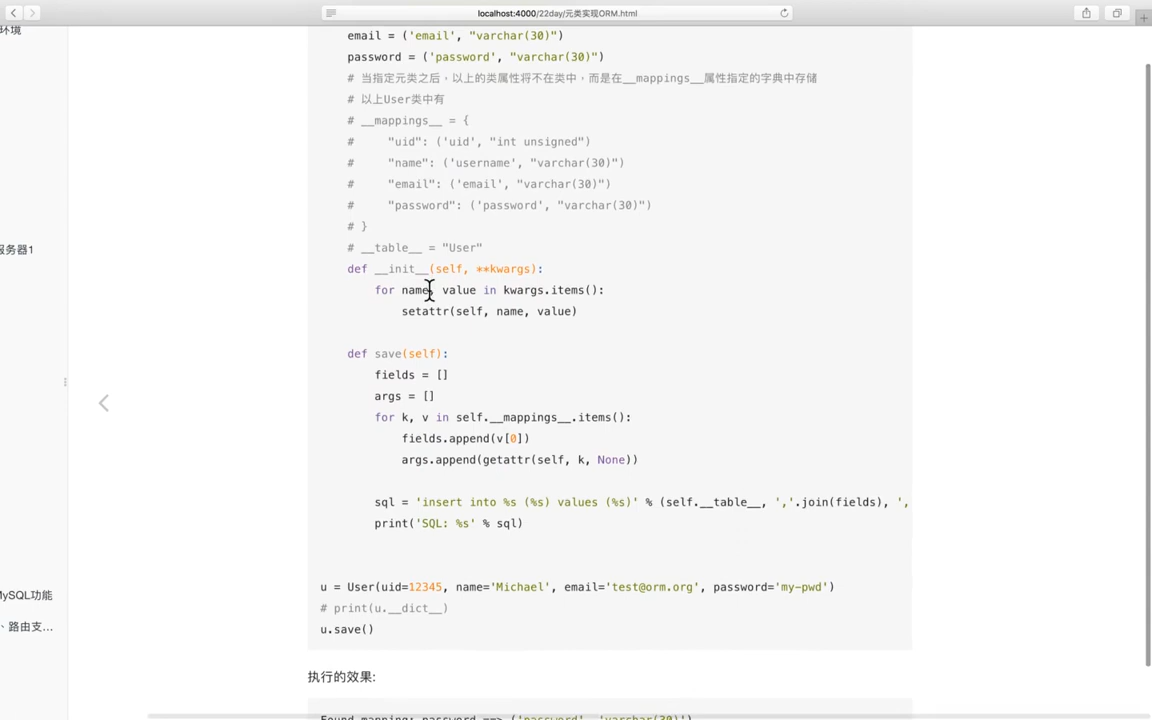 localhost:4000/22day/元类实现ORM.html
环境
服务器1
MySQL功能
、路由支...
email = ('email', "varchar(30)")
password = ('password', "varchar(30)")
# 当指定元类之后，以上的类属性将不在类中，而是在__mappings__属性指定的字典中存储
# 以上User类中有
# __mappings__ = {
#     "uid": ('uid', "int unsigned")
#     "name": ('username', "varchar(30)")
#     "email": ('email', "varchar(30)")
#     "password": ('password', "varchar(30)")
# }
# __table__ = "User"
def __init__(self, **kwargs):
for name, value in kwargs.items():
setattr(self, name, value)
def save(self):
fields = []
args = []
for k, v in self.__mappings__.items():
fields.append(v[0])
args.append(getattr(self, k, None))
sql = 'insert into %s (%s) values (%s)' % (self.__table__, ','.join(fields), ',
print('SQL: %s' % sql)
u = User(uid=12345, name='Michael', email='test@orm.org', password='my-pwd')
# print(u.__dict__)
u.save()
执行的效果:
Found mapping: password ==> ('password', 'varchar(30)')